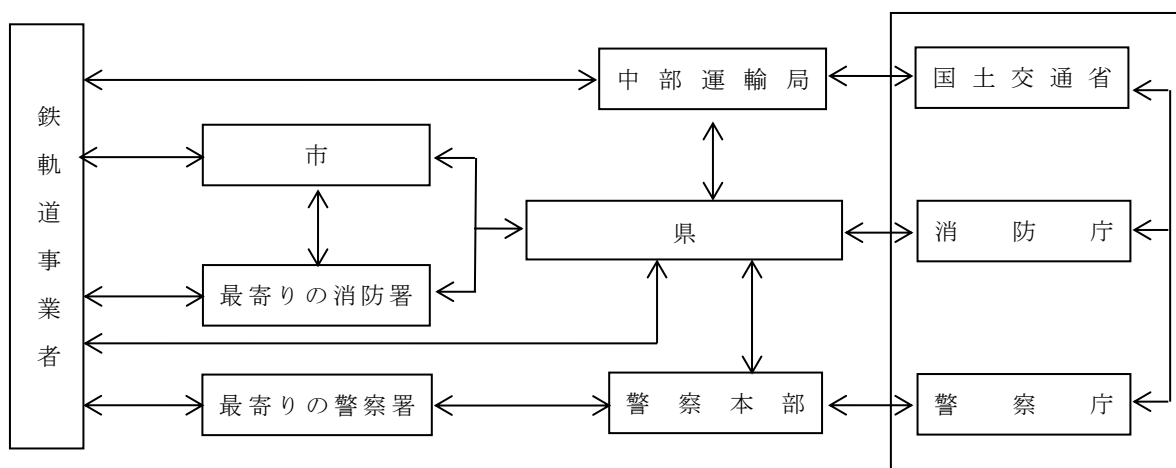 鉄軌道事業者
中部運輸局
国土交通省
市
県
消防庁
最寄りの消防署
最寄りの警察署
警察本部
警察庁